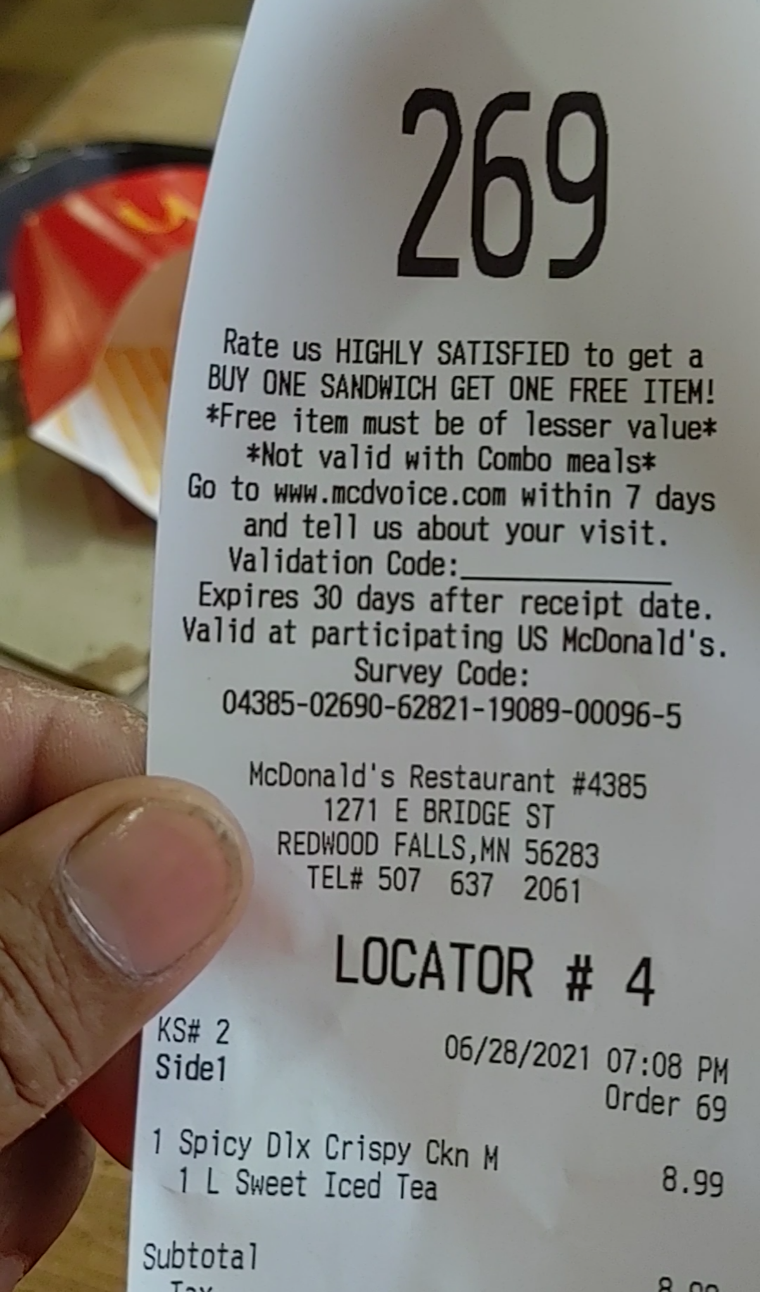 269
Rate us HIGHLY SATISFIED to get a
BUY ONE SANDWICH GET ONE FREE ITEM!
*Free item must be of lesser value*
*Not valid with Combo meals*
Go to www.mcdvoice.com within 7 days
and tell us about your visit.
Validation Code:____________
Expires 30 days after receipt date.
Valid at participating US McDonald's.
Survey Code:
04385-02690-62821-19089-00096-5
McDonald's Restaurant #4385
1271 E BRIDGE ST
REDWOOD FALLS,MN 56283
TEL# 507 637 2061
LOCATOR # 4
KS# 2 06/28/2021 07:08 PM
Side1 Order 69
1 Spicy Dlx Crispy Ckn M 8.99
1 L Sweet Iced Tea
Subtotal
Tax